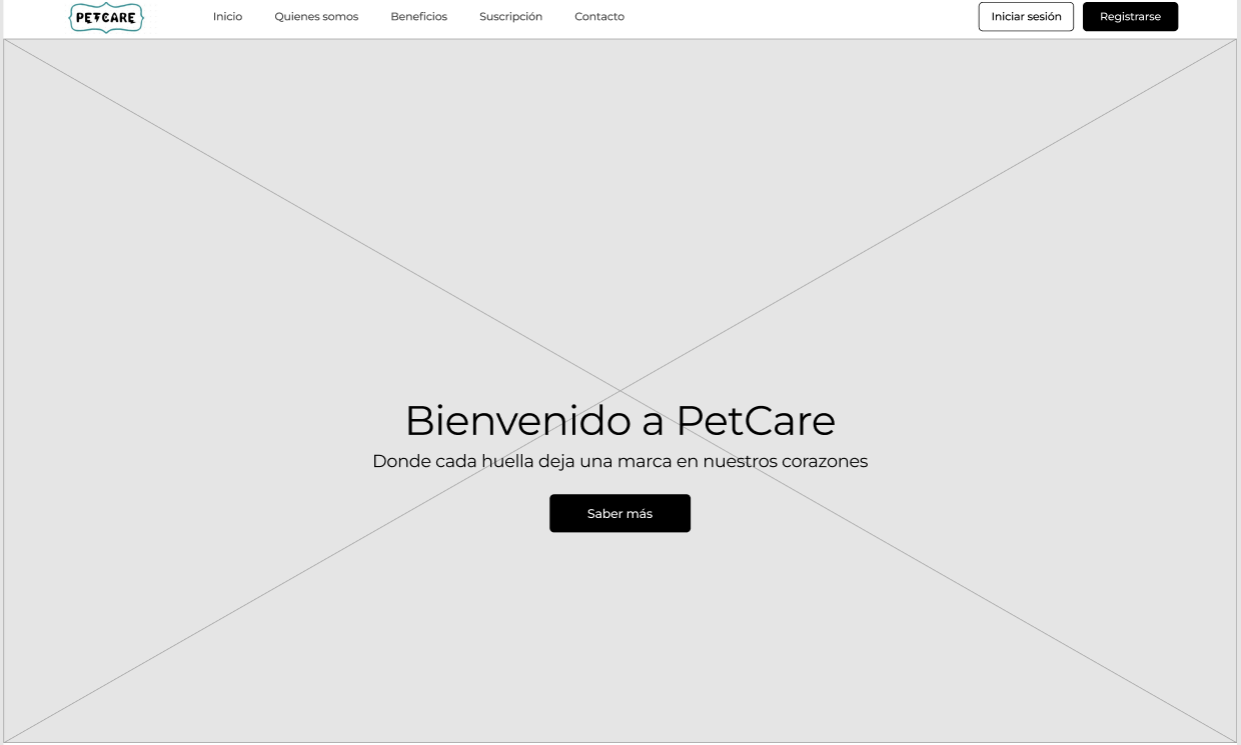 PETCARE
Inicio Quienes somos Beneficios Suscripción Contacto Iniciar sesión Registrarse
Bienvenido a PetCare
Donde cada huella deja una marca en nuestros corazones
Saber más